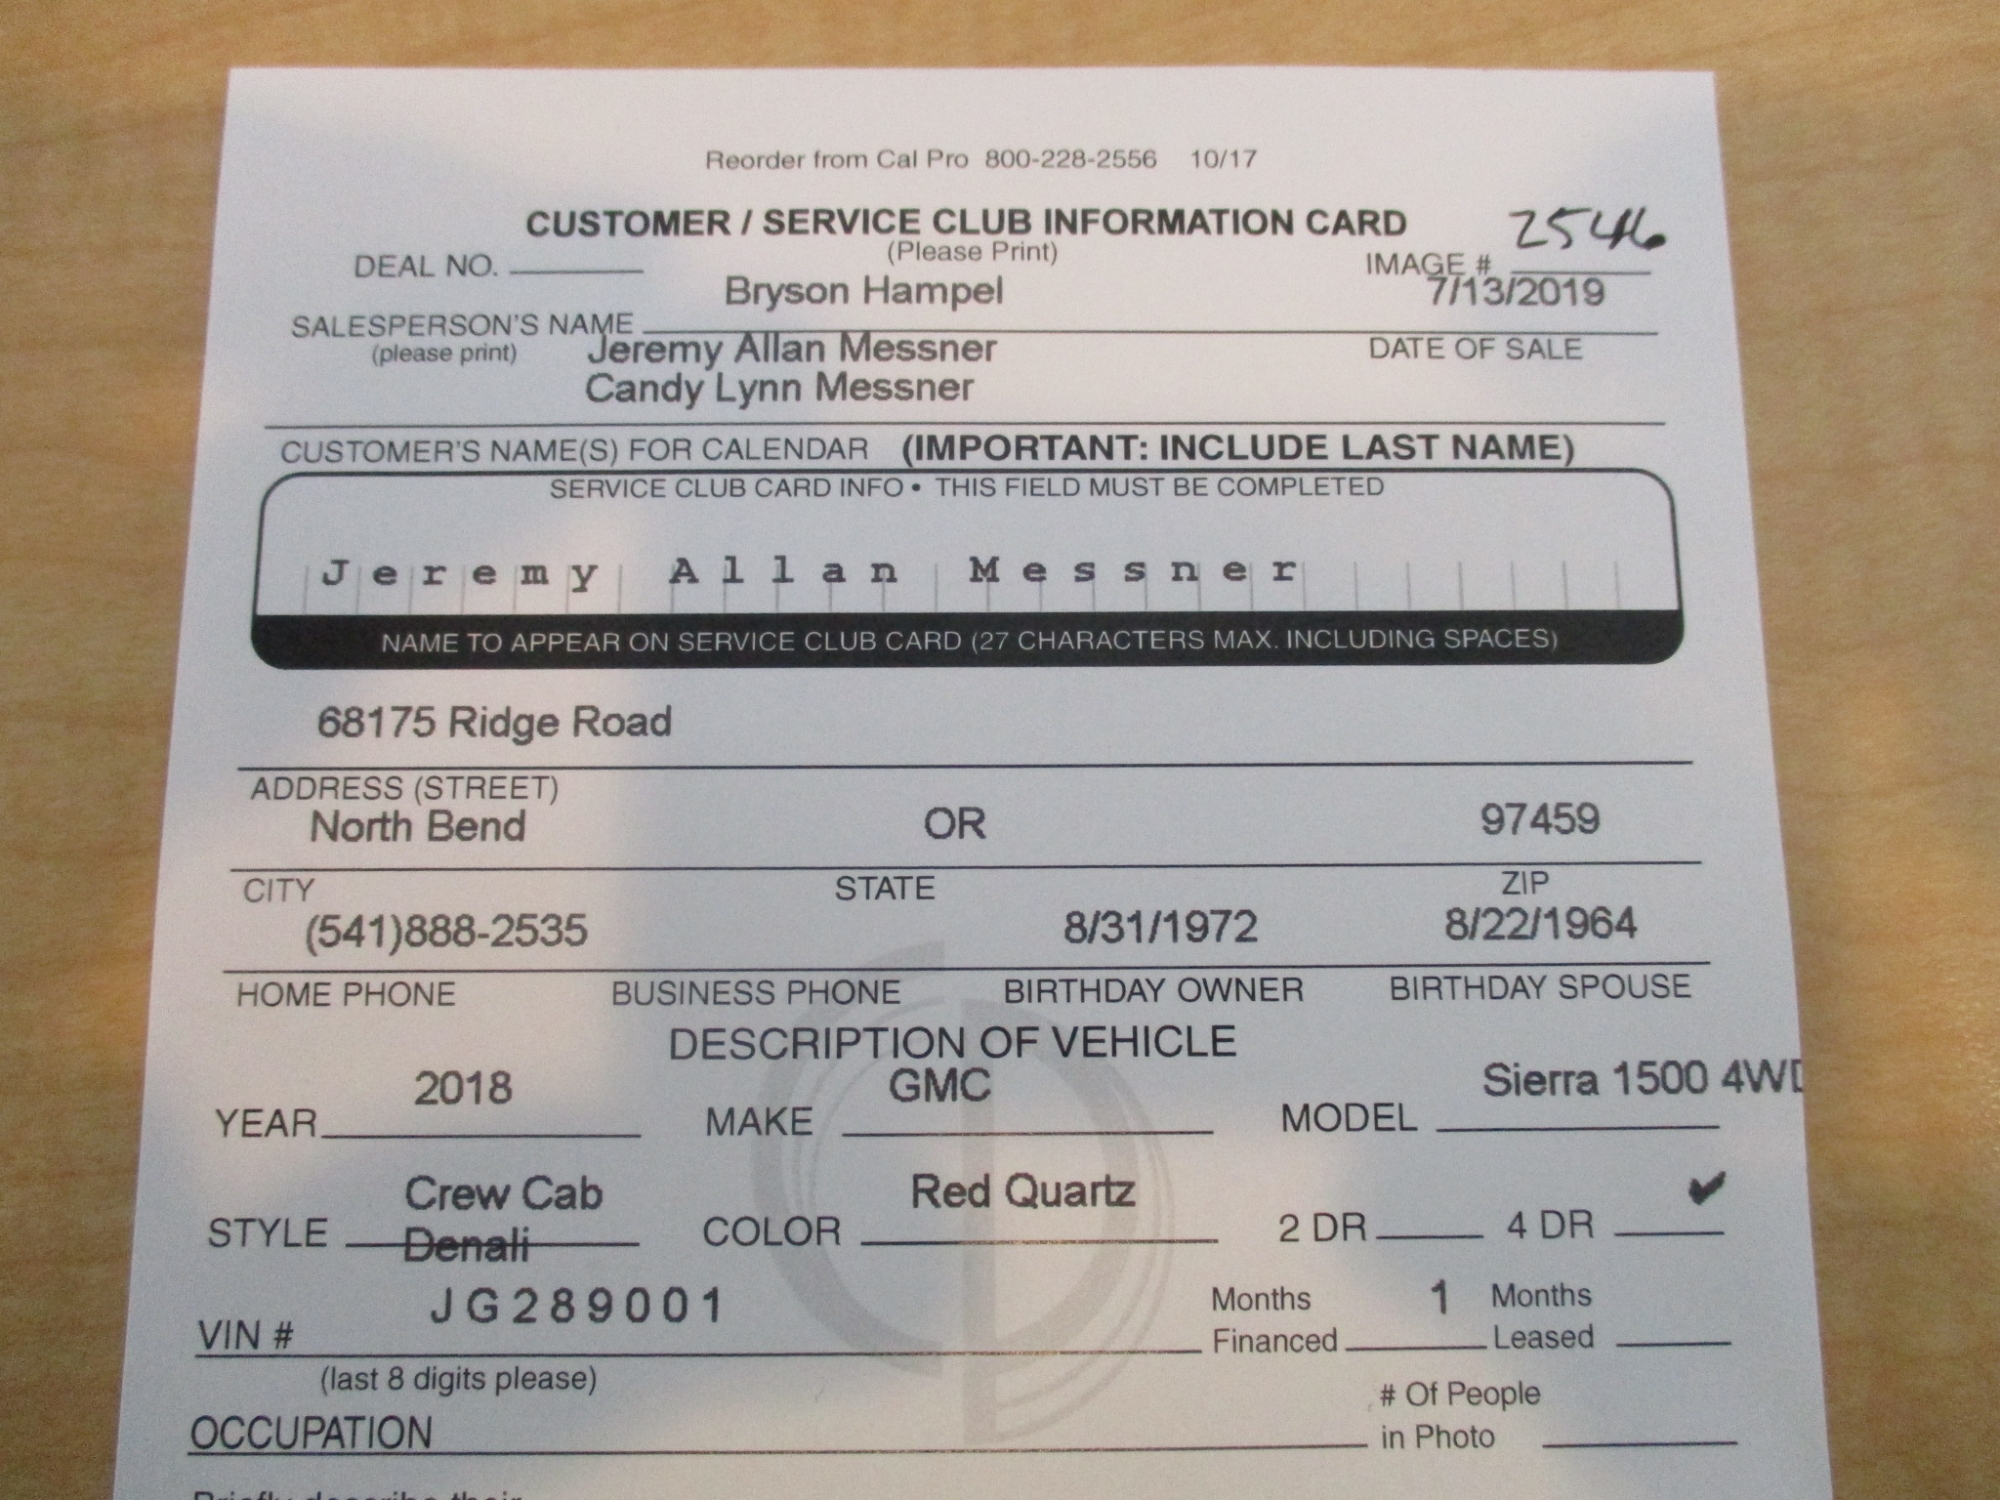 Reorder from Cal Pro 800-228-2556 10/17
CUSTOMER / SERVICE CLUB INFORMATION CARD
(Please Print)
2546
DEAL NO.
IMAGE #
Bryson Hampel
7/13/2019
SALESPERSON'S NAME
(please print)
DATE OF SALE
Jeremy Allan Messner
Candy Lynn Messner
CUSTOMER'S NAME(S) FOR CALENDAR (IMPORTANT: INCLUDE LAST NAME)
SERVICE CLUB CARD INFO • THIS FIELD MUST BE COMPLETED
Jeremy Allan Messner
NAME TO APPEAR ON SERVICE CLUB CARD (27 CHARACTERS MAX. INCLUDING SPACES)
68175 Ridge Road
ADDRESS (STREET)
North Bend OR 97459
CITY STATE ZIP
(541)888-2535 8/31/1972 8/22/1964
HOME PHONE BUSINESS PHONE BIRTHDAY OWNER BIRTHDAY SPOUSE
DESCRIPTION OF VEHICLE
2018 GMC Sierra 1500 4WD
YEAR MAKE MODEL
Crew Cab Red Quartz ✔
STYLE Denali COLOR 2 DR 4 DR
JG289001
VIN #
(last 8 digits please)
Months Financed 1 Months Leased
OCCUPATION
# Of People
in Photo
Briefly describe their